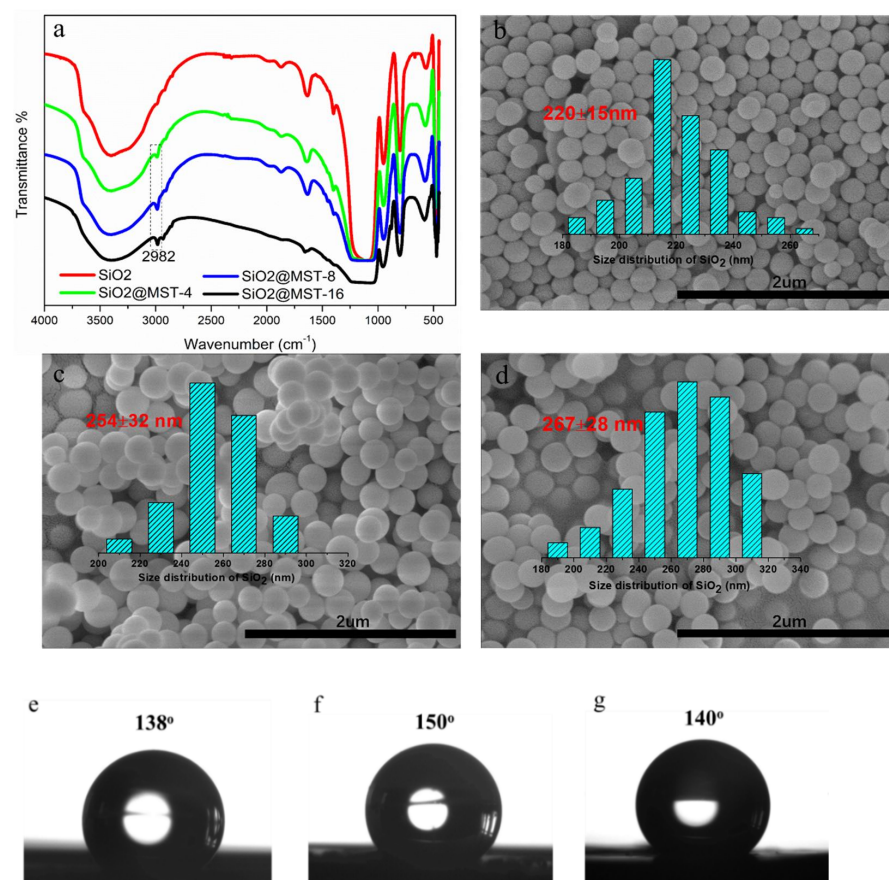 a
Transmittance %
2982
SiO2
SiO2@MST-8
SiO2@MST-4
SiO2@MST-16
4000 3500 3000 2500 2000 1500 1000 500
Wavenumber (cm⁻¹)
b
220±15nm
180 200 220 240 260
Size distribution of SiO₂ (nm)
2um
c
254±32 nm
200 220 240 260 280 300 320
Size distribution of SiO₂ (nm)
2um
d
267±28 nm
180 200 220 240 260 280 300 320 340
Size distribution of SiO₂ (nm)
2um
e
138º
f
150º
g
140º